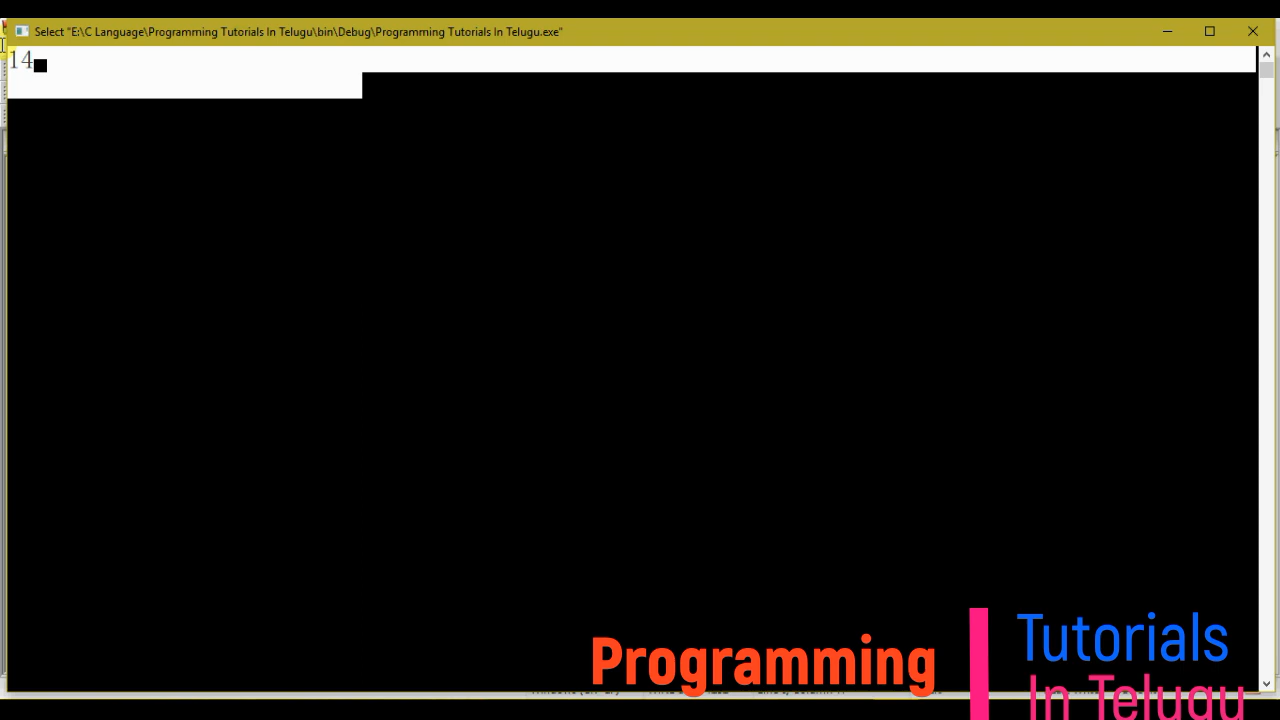 Select "E:\C Language\Programming Tutorials In Telugu\bin\Debug\Programming Tutorials In Telugu.exe"
14
Programming
Tutorials
In Telugu